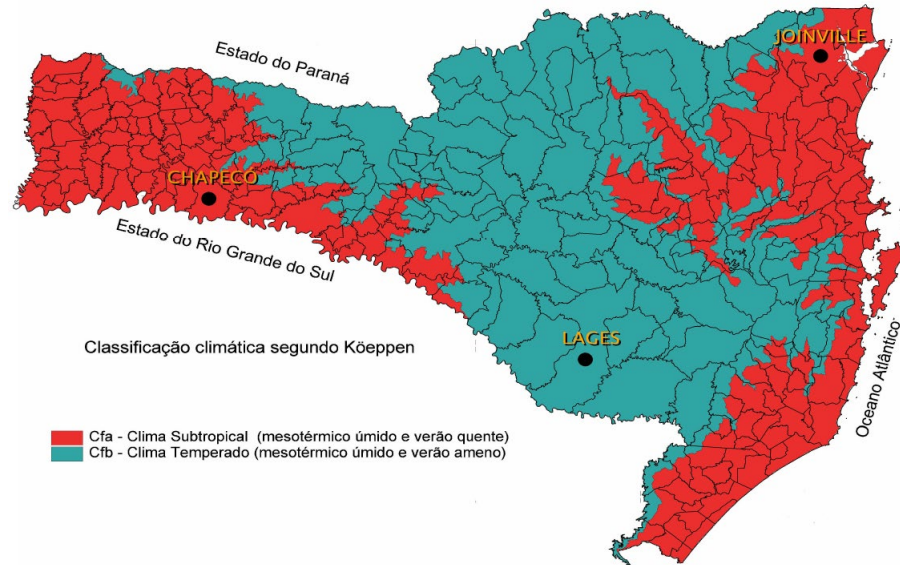 JOINVILLE
Estado do Paraná
CHAPECÓ
Estado do Rio Grande do Sul
LAGES
Classificação climática segundo Köeppen
Oceano Atlântico
Cfa - Clima Subtropical (mesotérmico úmido e verão quente)
Cfb - Clima Temperado (mesotérmico úmido e verão ameno)